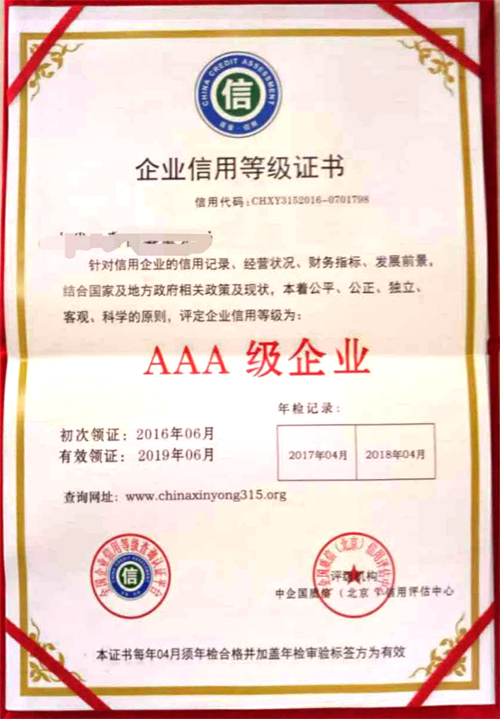 CHINA CREDIT ASSESSMENT
信
企业信用等级证书
信用代码:CHXY3152016-0701798
针对信用企业的信用记录、经营状况、财务指标、发展前景,
结合国家及地方政府相关政策及现状,本着公平、公正、独立、
客观、科学的原则,评定企业信用等级为:
AAA 级企业
年检记录:
初次领证:2016年06月
有效领证:2019年06月
2017年04月 2018年04月
查询网址:www.chinaxinyong315.org
信
评级机构
中企国质信(北京)信用评估中心
本证书每年04月须年检合格并加盖年检审验标签方为有效